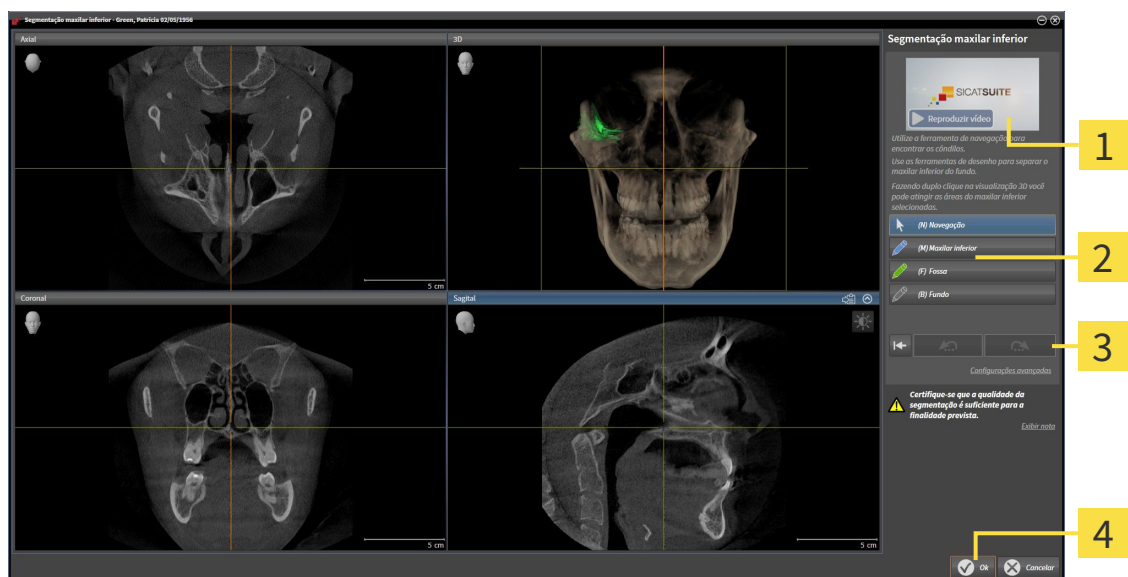 Segmentação maxilar inferior - Green, Patricia 02/05/1956
Axial
3D
Segmentação maxilar inferior
SICATSUITE
Reproduzir vídeo
Utilize a ferramenta de navegação para
encontrar os côndilos.
Use as ferramentas de desenho para separar o
maxilar inferior do fundo.
Fazendo duplo clique na visualização 3D você
pode atingir as áreas do maxilar inferior
selecionadas.
(N) Navegação
(M) Maxilar inferior
(F) Fossa
(B) Fundo
5 cm
Coronal
Sagital
Configurações avançadas
Certifique-se que a qualidade da
segmentação é suficiente para a
finalidade prevista.
Exibir nota
5 cm
5 cm
Ok
Cancelar
1
2
3
4